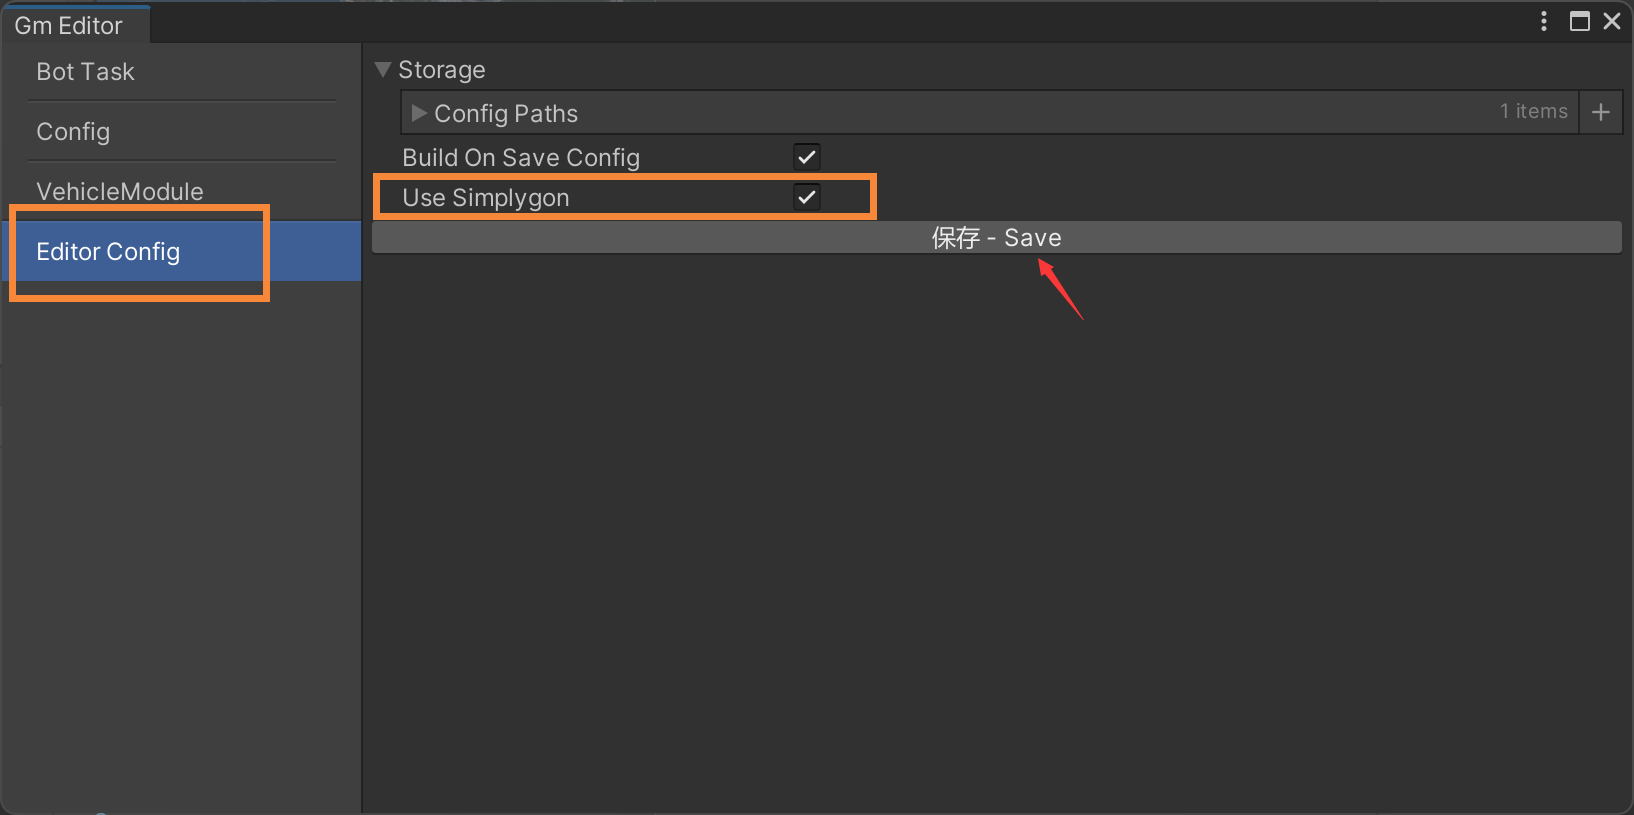 Gm Editor
Bot Task
Config
VehicleModule
Editor Config
Storage
Config Paths 1 items
Build On Save Config
Use Simplygon
保存 - Save